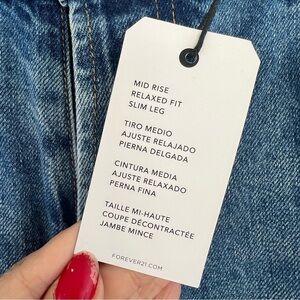 MID RISE
RELAXED FIT
SLIM LEG
TIRO MEDIO
AJUSTE RELAJADO
PIERNA DELGADA
CINTURA MEDIA
AJUSTE RELAXADO
PERNA FINA
TAILLE MI-HAUTE
COUPE DÉCONTRACTÉE
JAMBE MINCE
FOREVER21.COM